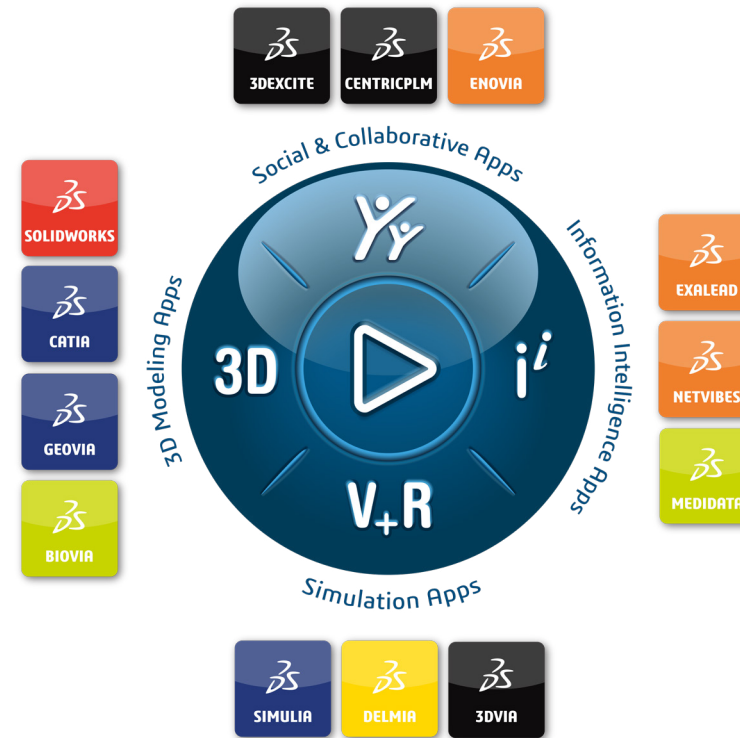 3DEXCITE
CENTRICPLM
ENOVIA
Social & Collaborative Apps
SOLIDWORKS
CATIA
GEOVIA
BIOVIA
3D Modeling Apps
3D
i i
V+R
Information Intelligence Apps
EXALEAD
NETVIBES
MEDIDATA
Simulation Apps
SIMULIA
DELMIA
3DVIA